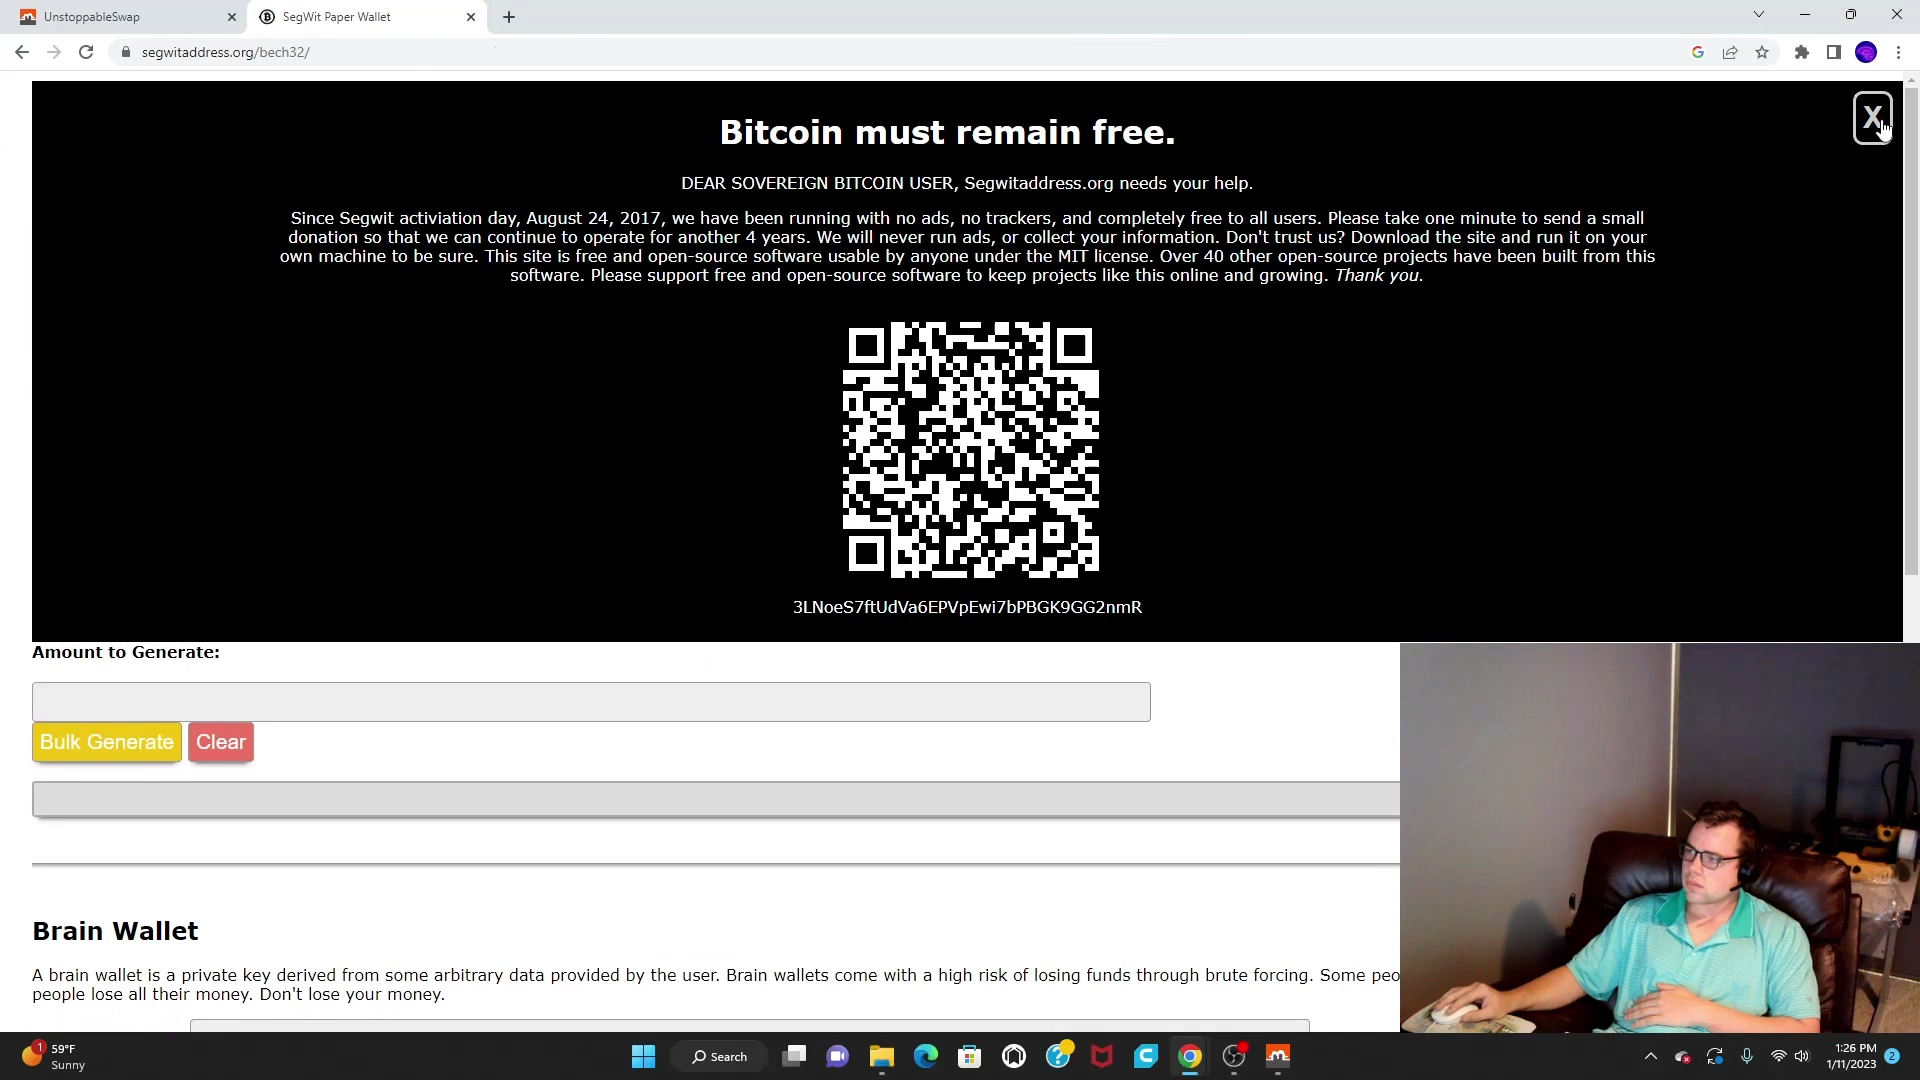 UnstoppableSwap
SegWit Paper Wallet
segwitaddress.org/bech32/
X
Bitcoin must remain free.
DEAR SOVEREIGN BITCOIN USER, Segwitaddress.org needs your help.
Since Segwit activiation day, August 24, 2017, we have been running with no ads, no trackers, and completely free to all users. Please take one minute to send a small
donation so that we can continue to operate for another 4 years. We will never run ads, or collect your information. Don't trust us? Download the site and run it on your
own machine to be sure. This site is free and open-source software usable by anyone under the MIT license. Over 40 other open-source projects have been built from this
software. Please support free and open-source software to keep projects like this online and growing. Thank you.
3LNoeS7ftUdVa6EPVpEwi7bPBGK9GG2nmR
Amount to Generate:
Bulk Generate
Clear
Brain Wallet
A brain wallet is a private key derived from some arbitrary data provided by the user. Brain wallets come with a high risk of losing funds through brute forcing. Some peo
people lose all their money. Don't lose your money.
1
59°F
Sunny
Search
1:26 PM
1/11/2023
2